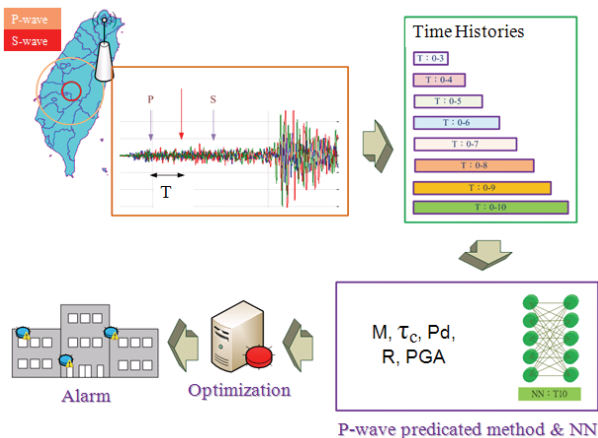 P-wave
S-wave
P
S
T
Time Histories
T：0-3
T：0-4
T：0-5
T：0-6
T：0-7
T：0-8
T：0-9
T：0-10
M, τc, Pd,
R, PGA
NN：T10
P-wave predicated method & NN
Optimization
Alarm